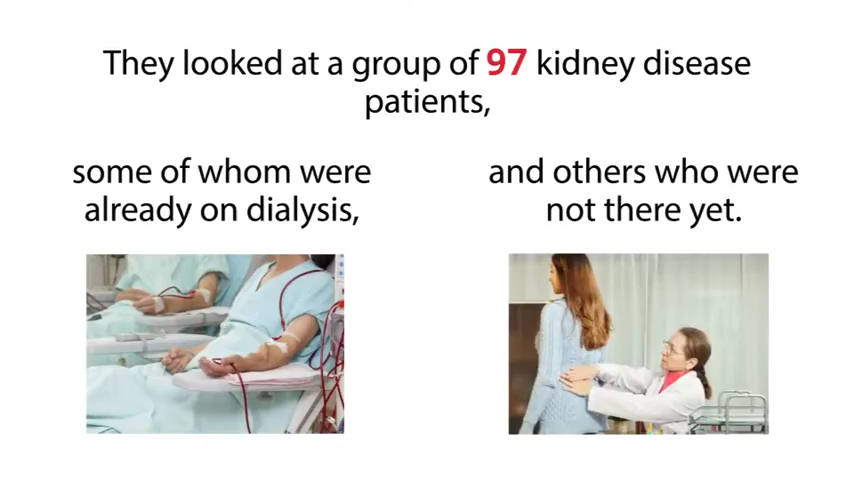 They looked at a group of 97 kidney disease
patients,
some of whom were
already on dialysis,
and others who were
not there yet.